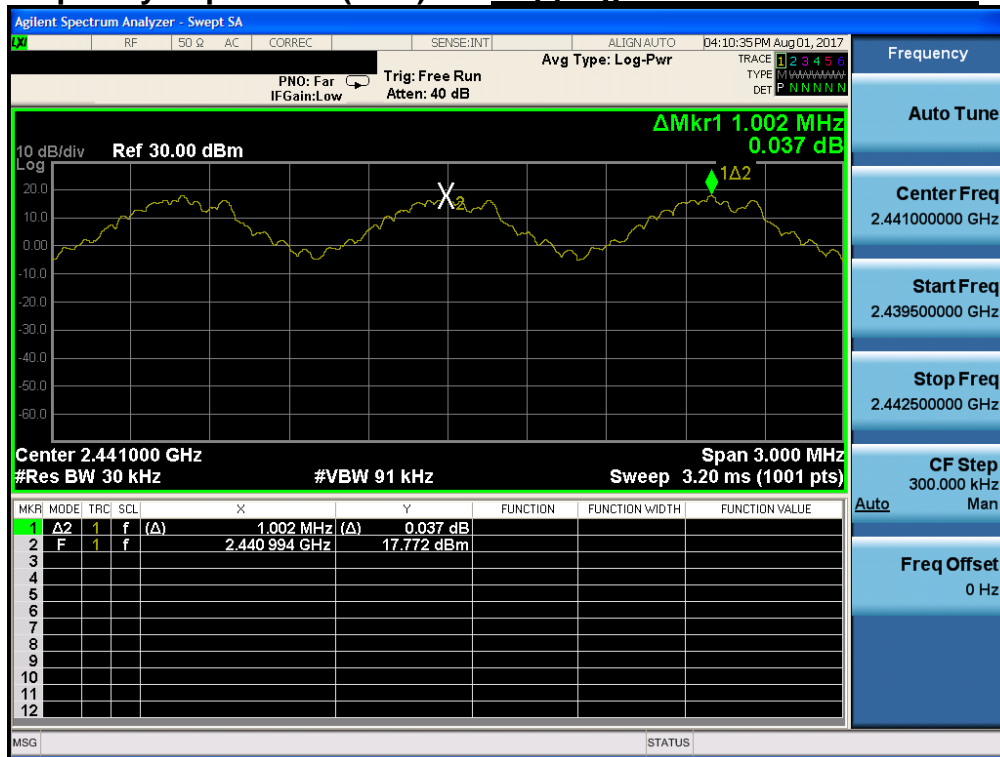 Agilent Spectrum Analyzer - Swept SA
LXI RF 50 Ω AC CORREC SENSE:INT ALIGN AUTO 04:10:35 PM Aug 01, 2017
Avg Type: Log-Pwr
TRACE 1 2 3 4 5 6
TYPE M
DET P N N N N N
PNO: Far
IFGain:Low
Trig: Free Run
Atten: 40 dB
ΔMkr1 1.002 MHz
0.037 dB
10 dB/div Ref 30.00 dBm
Log
1Δ2
X2
20.0
10.0
0.00
-10.0
-20.0
-30.0
-40.0
-50.0
-60.0
Center 2.441000 GHz Span 3.000 MHz
#Res BW 30 kHz #VBW 91 kHz Sweep 3.20 ms (1001 pts)
MKR MODE TRC SCL X Y FUNCTION FUNCTION WIDTH FUNCTION VALUE
1 Δ2 1 f (Δ) 1.002 MHz (Δ) 0.037 dB
2 F 1 f 2.440 994 GHz 17.772 dBm
3
4
5
6
7
8
9
10
11
12
MSG STATUS
Frequency
Auto Tune
Center Freq
2.441000000 GHz
Start Freq
2.439500000 GHz
Stop Freq
2.442500000 GHz
CF Step
300.000 kHz
Auto Man
Freq Offset
0 Hz